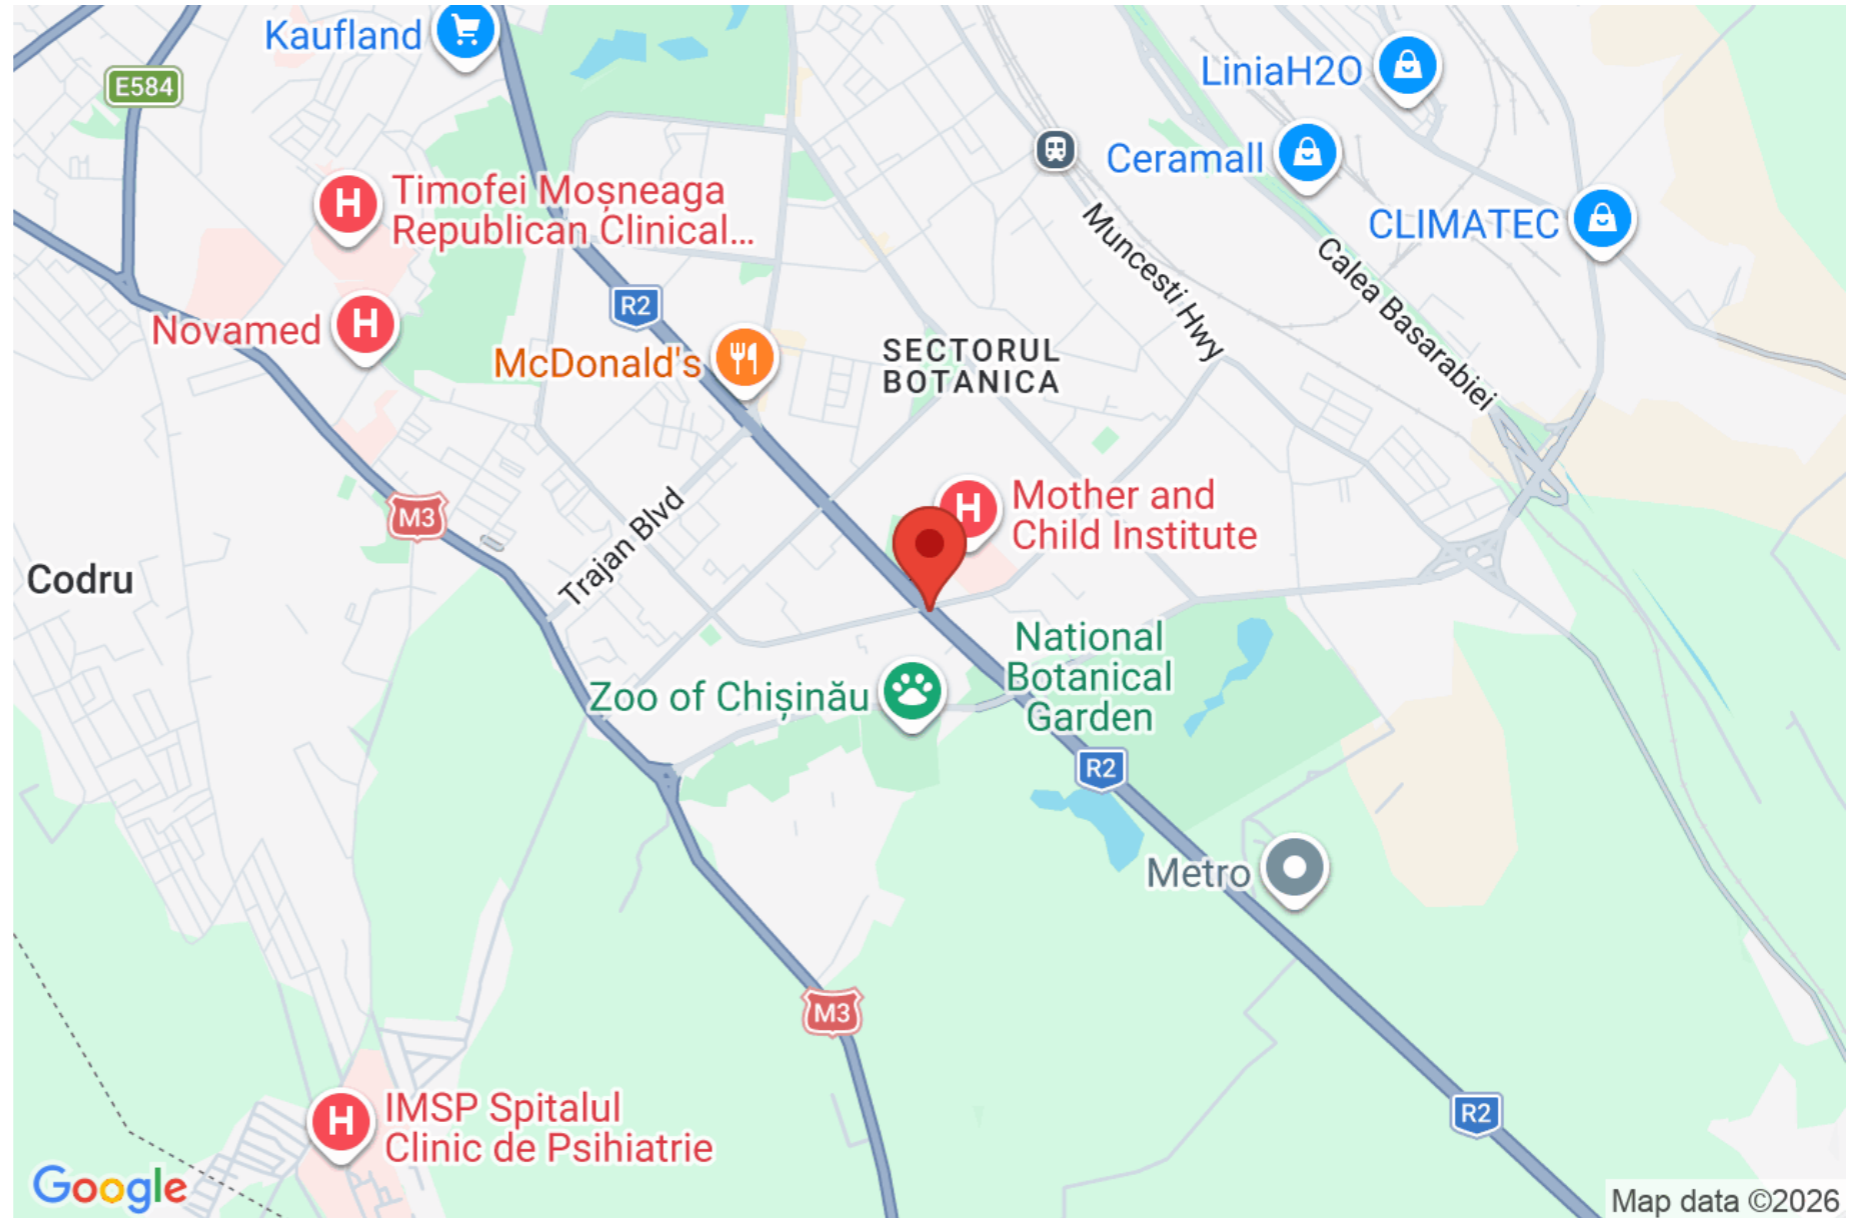 Kaufland
E584
LiniaH2O
Ceramall
Timofei Moșneaga
Republican Clinical...
CLIMATEC
Muncesti Hwy
Calea Basarabiei
R2
Novamed
McDonald's
SECTORUL
BOTANICA
Mother and
Child Institute
M3
Trajan Blvd
Codru
National
Botanical
Garden
Zoo of Chișinău
R2
Metro
M3
R2
IMSP Spitalul
Clinic de Psihiatrie
Google
Map data ©2026